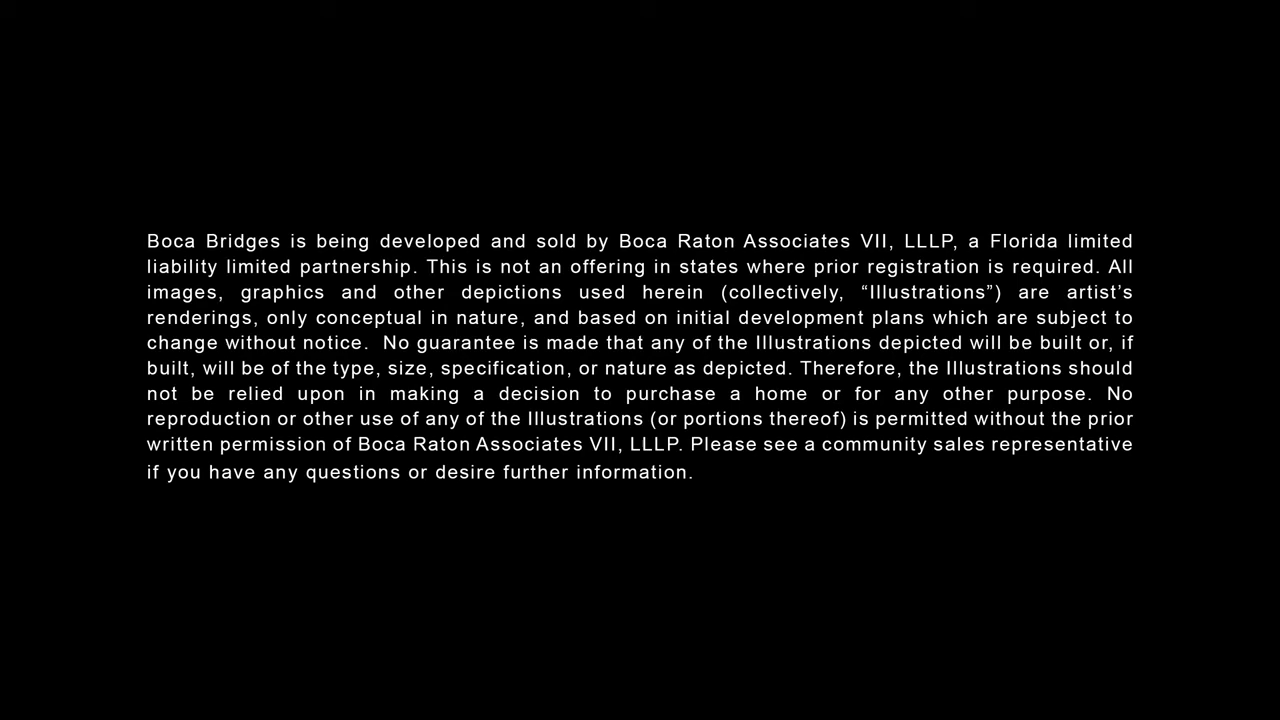 Boca Bridges is being developed and sold by Boca Raton Associates VII, LLLP, a Florida limited
liability limited partnership. This is not an offering in states where prior registration is required. All
images, graphics and other depictions used herein (collectively, “Illustrations”) are artist’s
renderings, only conceptual in nature, and based on initial development plans which are subject to
change without notice.  No guarantee is made that any of the Illustrations depicted will be built or, if
built, will be of the type, size, specification, or nature as depicted. Therefore, the Illustrations should
not be relied upon in making a decision to purchase a home or for any other purpose. No
reproduction or other use of any of the Illustrations (or portions thereof) is permitted without the prior
written permission of Boca Raton Associates VII, LLLP. Please see a community sales representative
if you have any questions or desire further information.